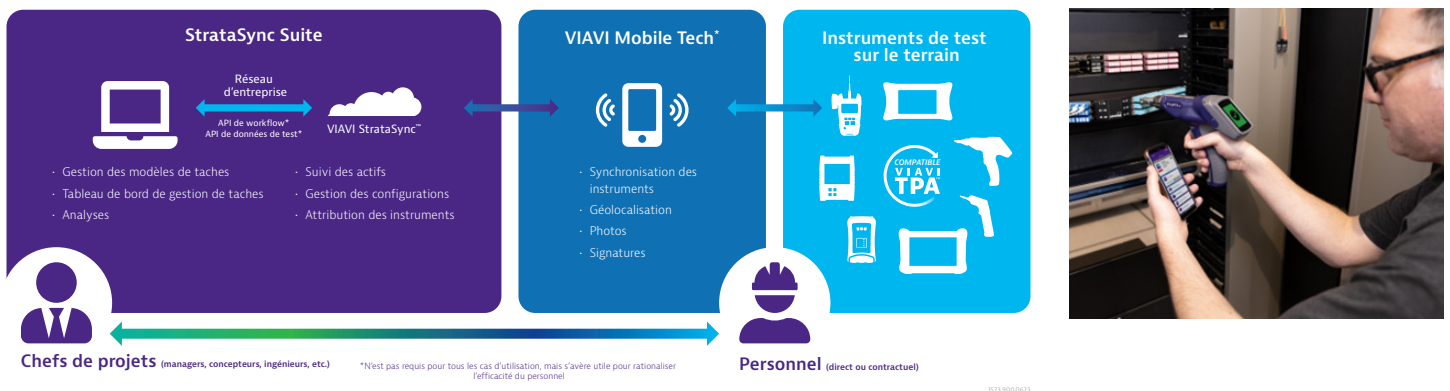 StrataSync Suite
Réseau
d'entreprise
API de workflow*
API de données de test*
VIAVI StrataSync™
· Gestion des modèles de taches
· Tableau de bord de gestion de taches
· Analyses
· Suivi des actifs
· Gestion des configurations
· Attribution des instruments
VIAVI Mobile Tech*
· Synchronisation des
instruments
· Géolocalisation
· Photos
· Signatures
Instruments de test
sur le terrain
COMPATIBLE
VIAVI
TPA
Chefs de projets (managers, concepteurs, ingénieurs, etc.)
*N'est pas requis pour tous les cas d'utilisation, mais s'avère utile pour rationaliser
l'efficacité du personnel
Personnel (direct ou contractuel)
1523.900.0623